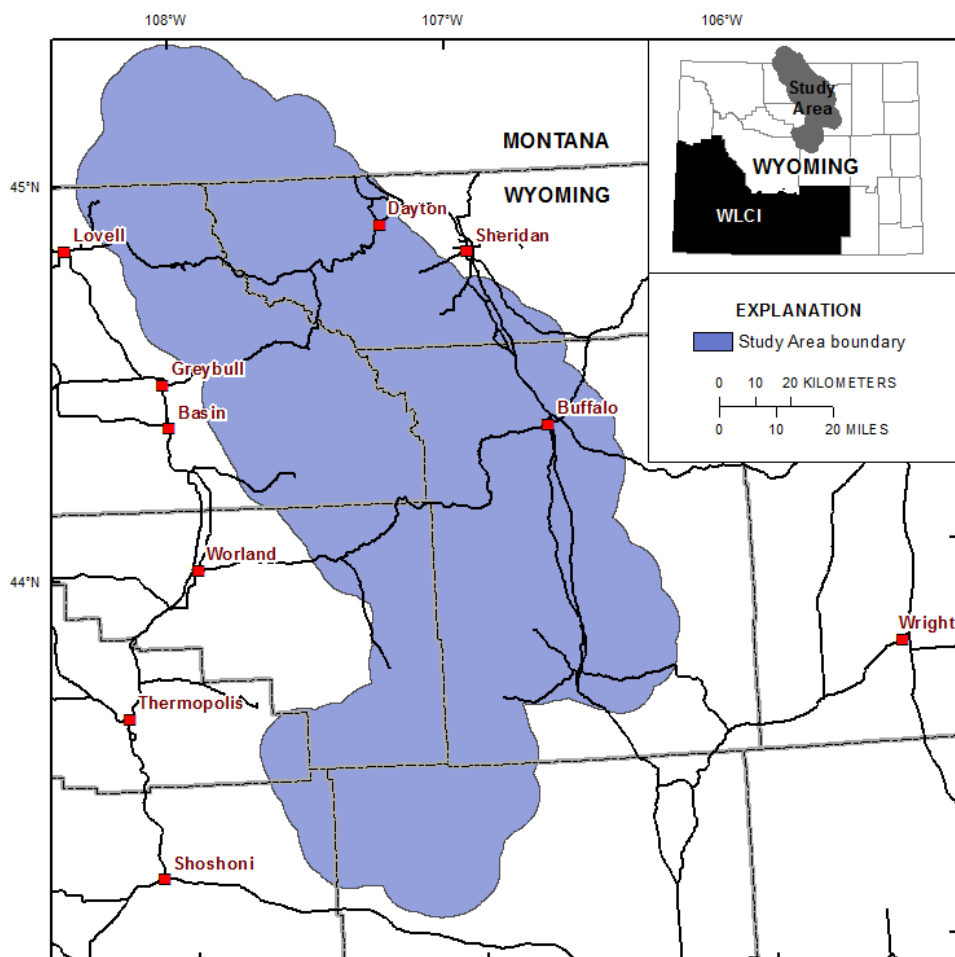 108°W 107°W 106°W
Study
Area
MONTANA
WYOMING
WYOMING
45°N
WLCI
Dayton
Lovell
Sheridan
EXPLANATION
Study Area boundary
Greybull
0 10 20 KILOMETERS
Basin
Buffalo
0 10 20 MILES
Worland
44°N
Wright
Thermopolis
Shoshoni